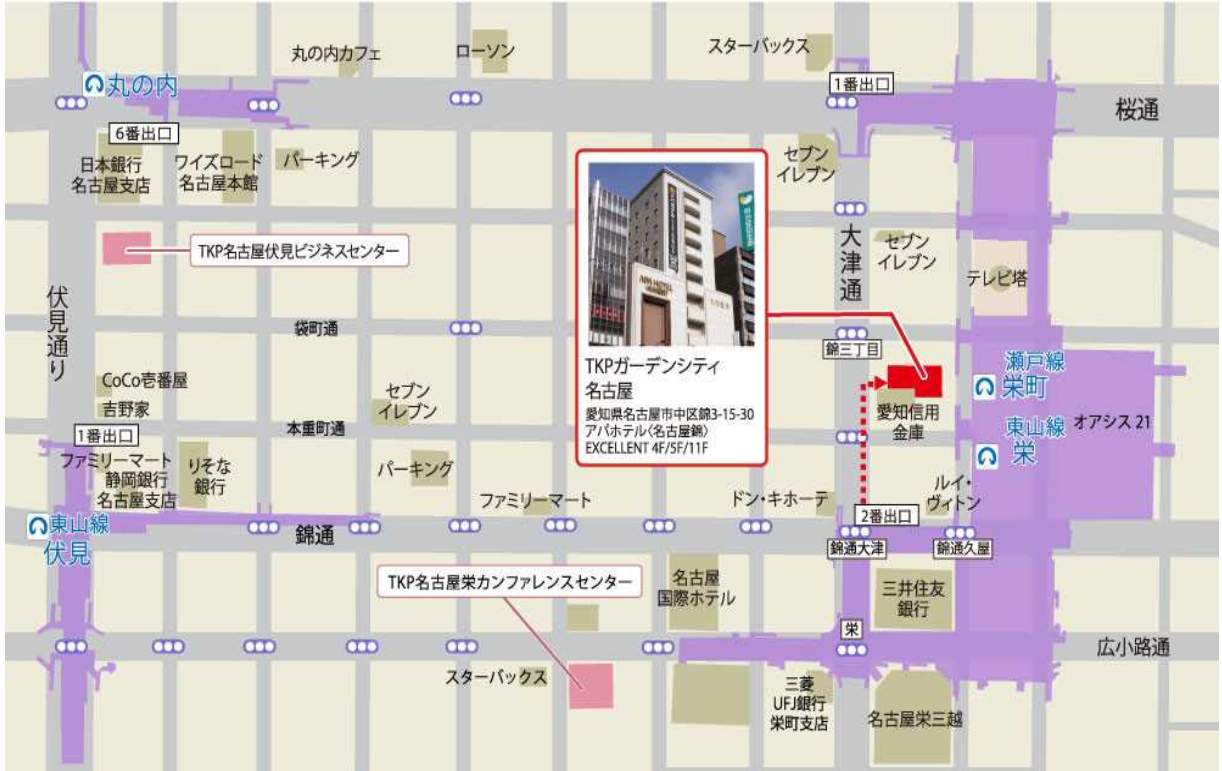 丸の内カフェ
ローソン
スターバックス
丸の内
1番出口
桜通
6番出口
日本銀行
名古屋支店
ワイズロード
名古屋本館
パーキング
セブン
イレブン
TKP名古屋伏見ビジネスセンター
大津通
セブン
イレブン
テレビ塔
伏見通り
袋町通
錦三丁目
TKPガーデンシティ
名古屋
愛知県名古屋市中区錦3-15-30
アパホテル〈名古屋錦〉
EXCELLENT 4F/5F/11F
瀬戸線
栄町
CoCo壱番屋
吉野家
セブン
イレブン
愛知信用
金庫
オアシス21
東山線
栄
本重町通
1番出口
ファミリーマート
静岡銀行
名古屋支店
りそな
銀行
パーキング
ファミリーマート
ドン・キホーテ
ルイ・
ヴィトン
2番出口
東山線
伏見
錦通
錦通大津
錦通久屋
TKP名古屋栄カンファレンスセンター
名古屋
国際ホテル
三井住友
銀行
栄
広小路通
スターバックス
三菱
UFJ銀行
栄町支店
名古屋栄三越